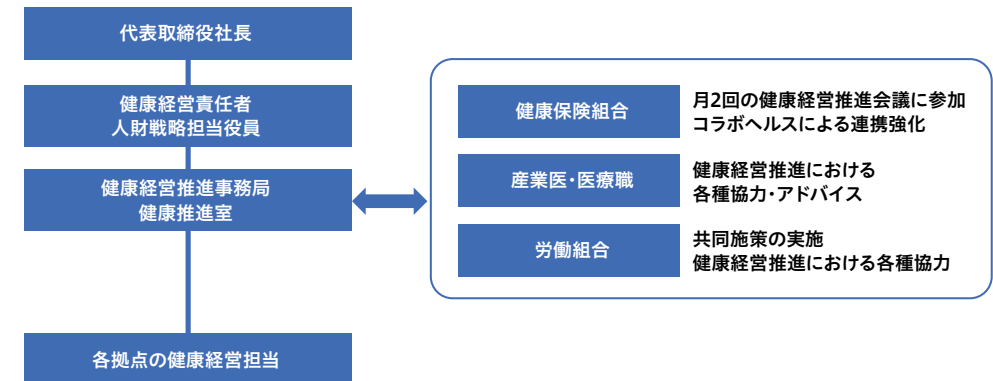 代表取締役社長
健康経営責任者
人財戦略担当役員
健康経営推進事務局
健康推進室
各拠点の健康経営担当
健康保険組合
月2回の健康経営推進会議に参加
コラボヘルスによる連携強化
産業医・医療職
健康経営推進における
各種協力・アドバイス
労働組合
共同施策の実施
健康経営推進における各種協力